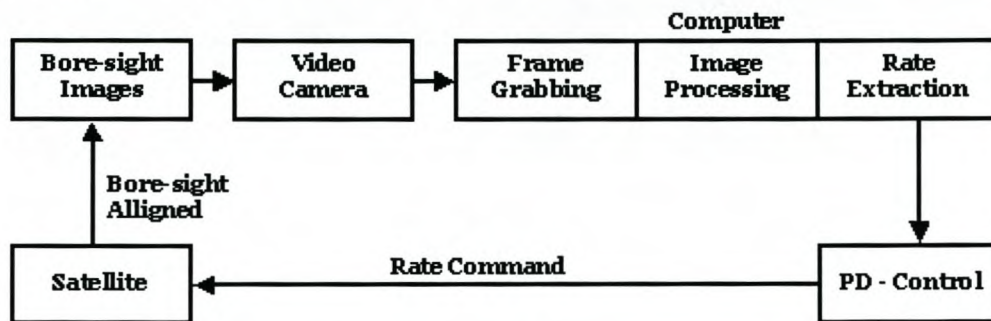 Computer
Bore-sight
Images
Video
Camera
Frame
Grabbing
Image
Processing
Rate
Extraction
Bore-sight
Alligned
Satellite
Rate Command
PD - Control